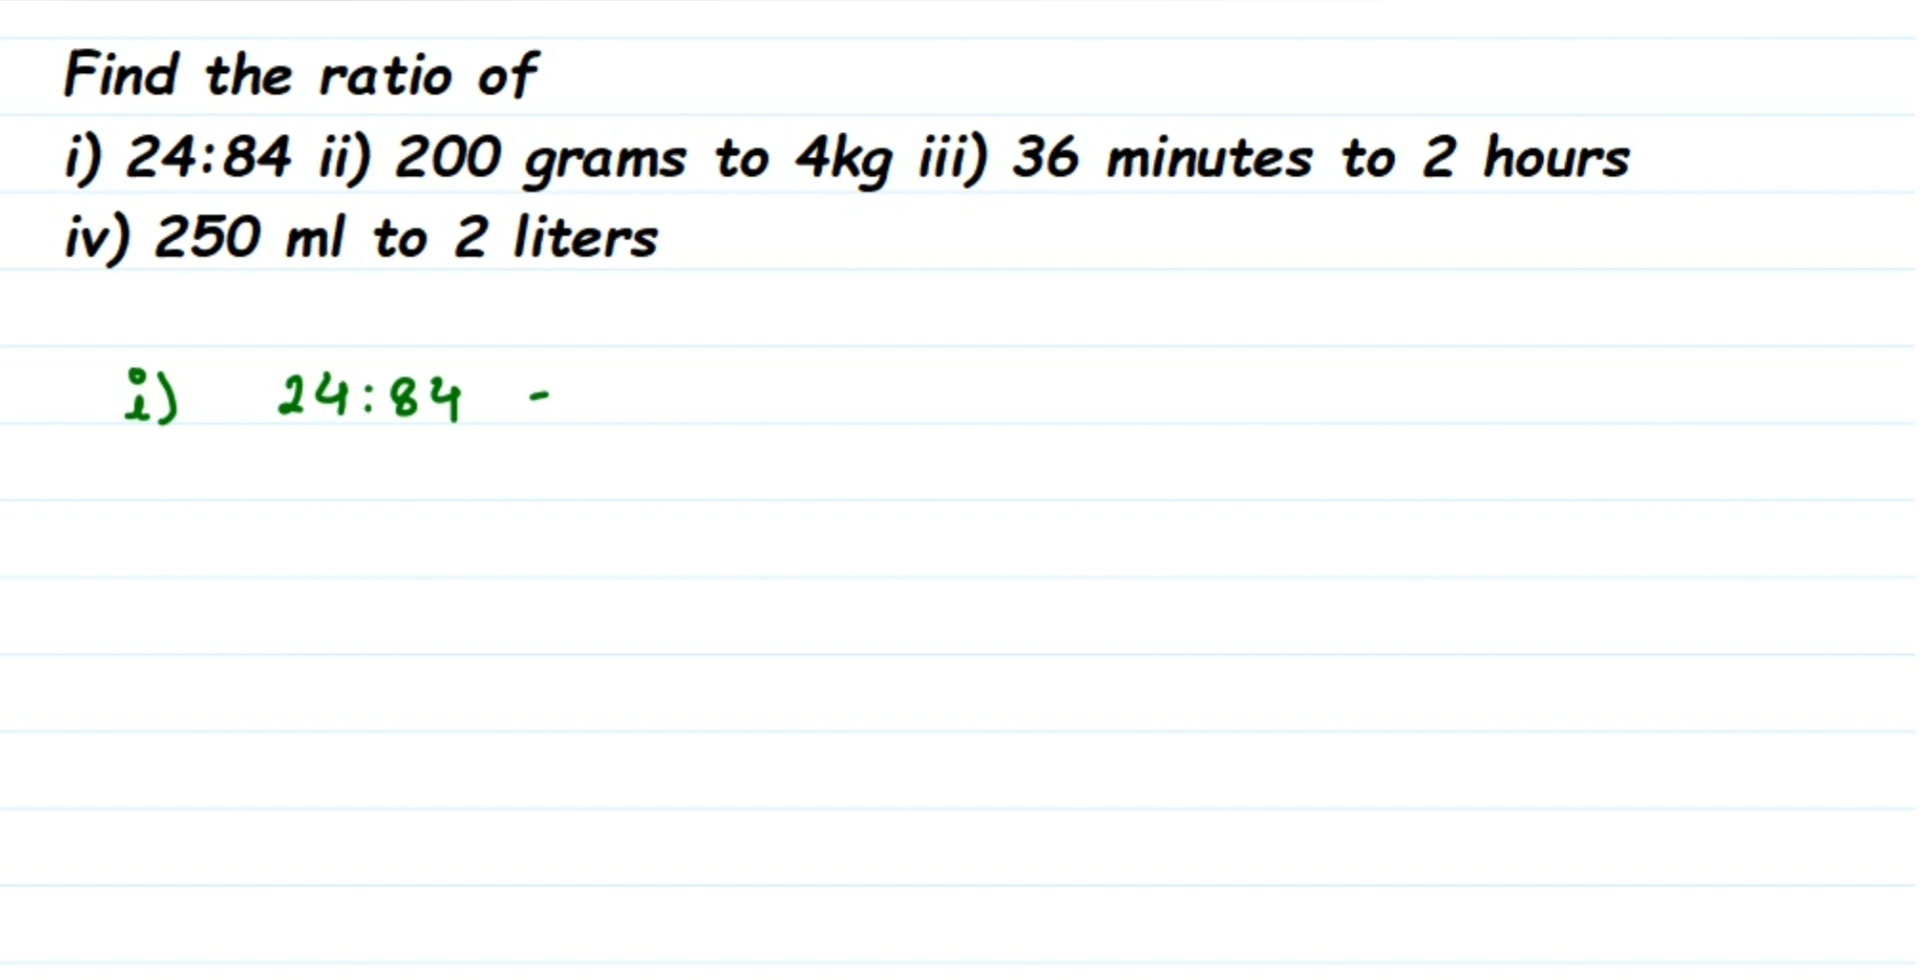 Find the ratio of
i) 24:84 ii) 200 grams to 4kg iii) 36 minutes to 2 hours
iv) 250 ml to 2 liters
i) 24:84 -